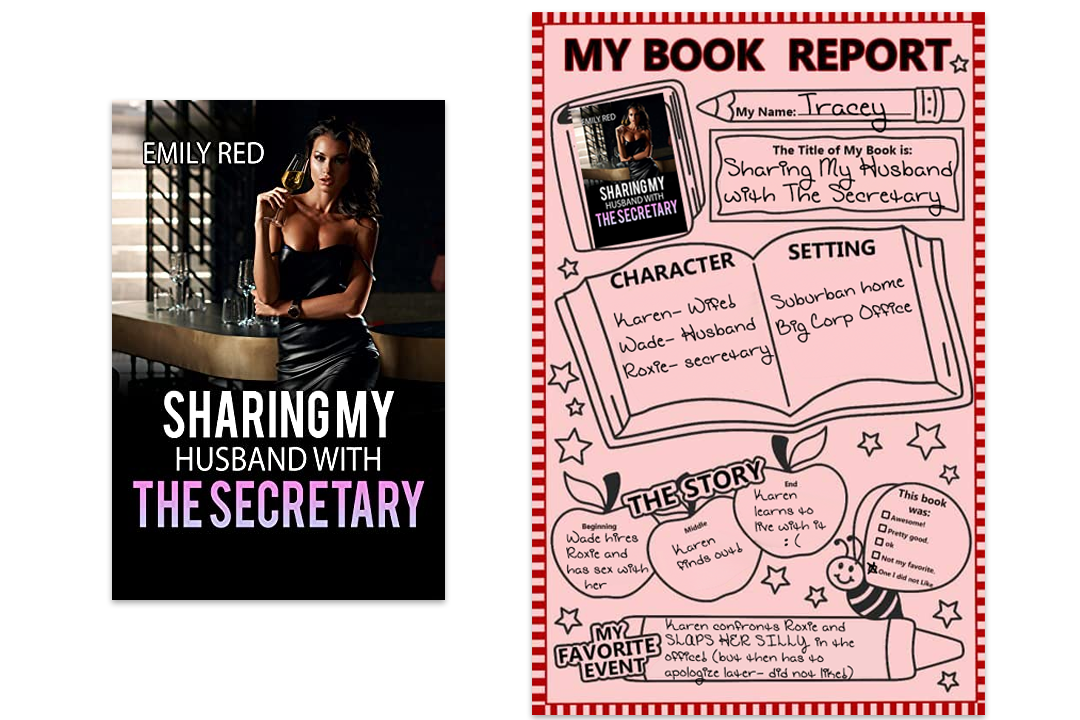 EMILY RED
SHARING MY
HUSBAND WITH
THE SECRETARY
MY BOOK REPORT
EMILY RED
SHARING MY
HUSBAND WITH
THE SECRETARY
My Name: Tracey
The Title of My Book is:
Sharing My Husband
with The Secretary
CHARACTER
Karen- Wife!
Wade- Husband
Roxie- secretary
SETTING
Suburban home
Big Corp Office
THE STORY
Beginning
Wade hires
Roxie and
has sex with
her
Middle
Karen
finds out!
End
Karen
learns to
live with it
: (
This book
was:
Awesome!
Pretty good.
ok
Not my favorite.
One I did not Like
MY
FAVORITE
EVENT
Karen confronts Roxie and
SLAPS HER SILLY in the
office! (but then has to
apologize later- did not like!)